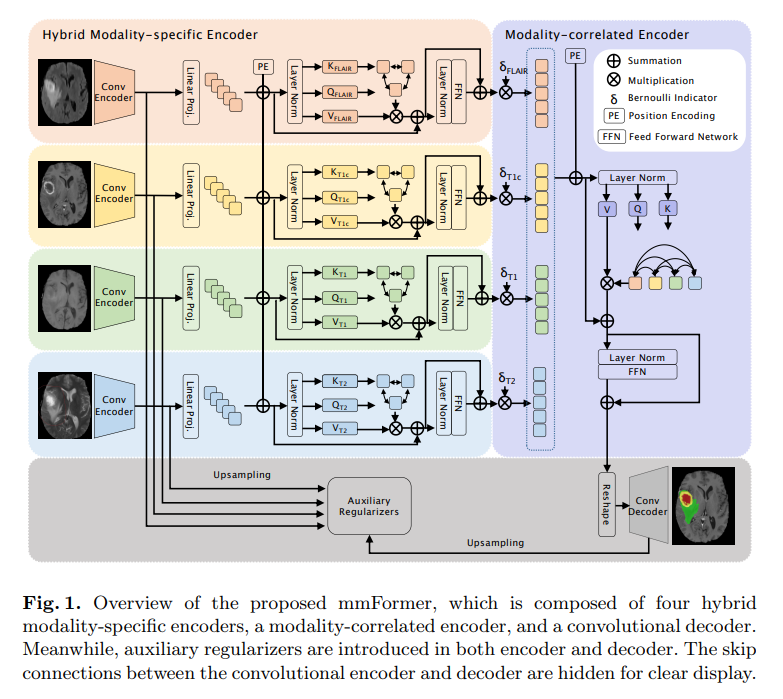 Hybrid Modality-specific Encoder
Modality-correlated Encoder
Conv
Encoder
Linear Proj.
PE
Layer Norm
K_FLAIR
Q_FLAIR
V_FLAIR
Layer Norm
FFN
δ_FLAIR
PE
Summation
Multiplication
δ Bernoulli Indicator
PE Position Encoding
FFN Feed Forward Network
Conv
Encoder
Linear Proj.
Layer Norm
K_T1c
Q_T1c
V_T1c
Layer Norm
FFN
δ_T1c
Layer Norm
V Q K
Conv
Encoder
Linear Proj.
Layer Norm
K_T1
Q_T1
V_T1
Layer Norm
FFN
δ_T1
Conv
Encoder
Linear Proj.
Layer Norm
K_T2
Q_T2
V_T2
Layer Norm
FFN
δ_T2
Layer Norm
FFN
Upsampling
Auxiliary
Regularizers
Reshape
Conv
Decoder
Upsampling
Fig. 1. Overview of the proposed mmFormer, which is composed of four hybrid
modality-specific encoders, a modality-correlated encoder, and a convolutional decoder.
Meanwhile, auxiliary regularizers are introduced in both encoder and decoder. The skip
connections between the convolutional encoder and decoder are hidden for clear display.